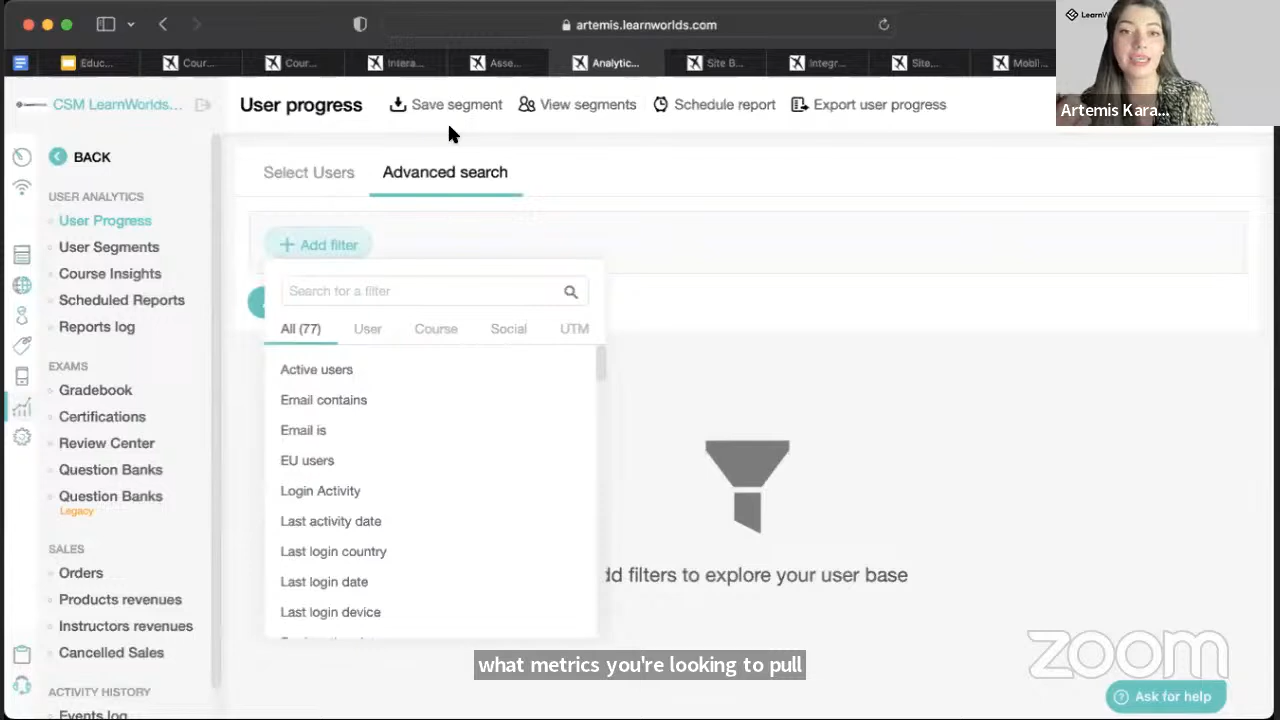 artemis.learnworlds.com
Educ...
Cour...
Cour...
Intera...
Asse...
Analytic...
Site B...
Integr...
Site,...
Mobil...
Artemis Kara...
CSM LearnWorlds...
User progress
Save segment
View segments
Schedule report
Export user progress
BACK
USER ANALYTICS
User Progress
User Segments
Course Insights
Scheduled Reports
Reports log
EXAMS
Gradebook
Certifications
Review Center
Question Banks
Question Banks
Legacy
SALES
Orders
Products revenues
Instructors revenues
Cancelled Sales
ACTIVITY HISTORY
Events log
Select Users
Advanced search
+ Add filter
Search for a filter
All (77)
User
Course
Social
UTM
Active users
Email contains
Email is
EU users
Login Activity
Last activity date
Last login country
Last login date
Last login device
dd filters to explore your user base
what metrics you're looking to pull
zoom
Ask for help